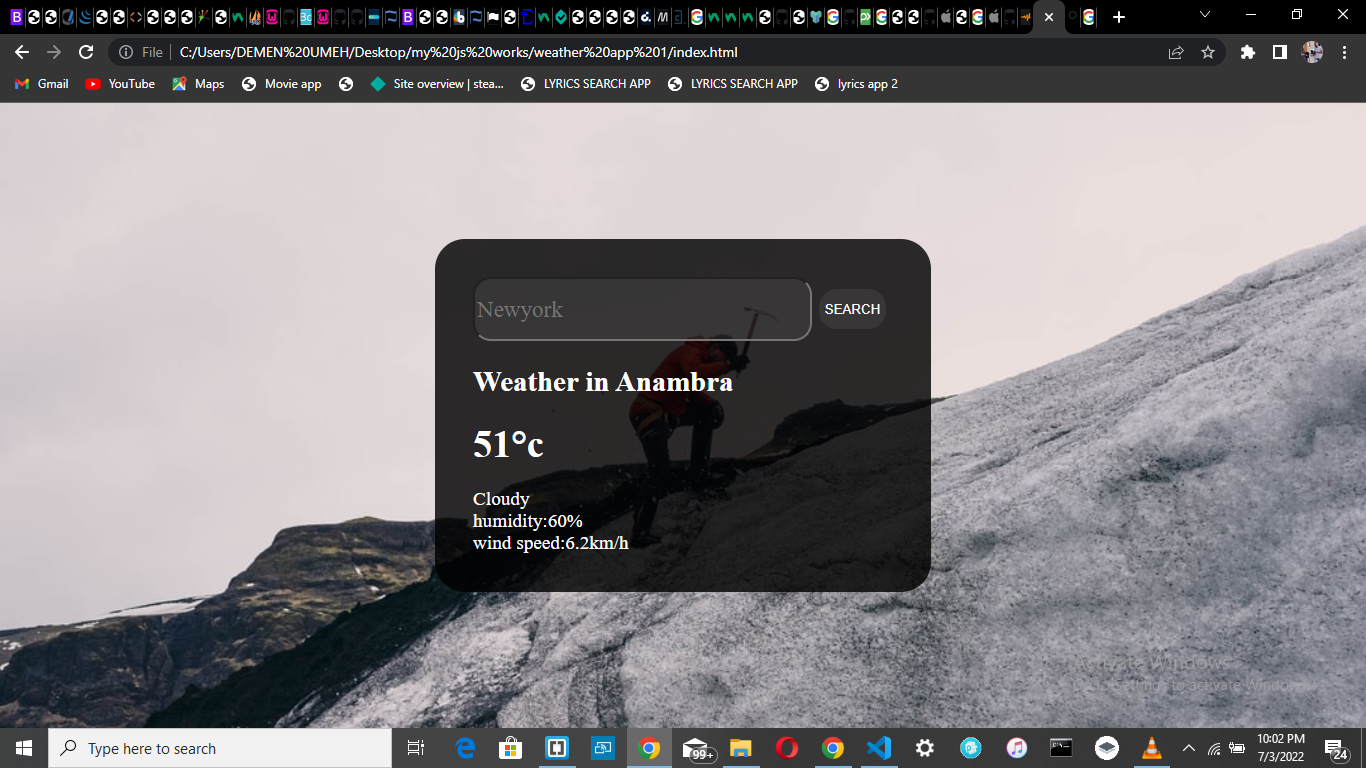 File | C:/Users/DEMEN%20UMEH/Desktop/my%20js%20works/weather%20app%201/index.html
Gmail YouTube Maps Movie app Site overview | stea... LYRICS SEARCH APP LYRICS SEARCH APP lyrics app 2
Newyork SEARCH
Weather in Anambra
51°c
Cloudy
humidity:60%
wind speed:6.2km/h
Activate Windows
Go to Settings to activate Windows.
Type here to search
99+
10:02 PM
7/3/2022
24